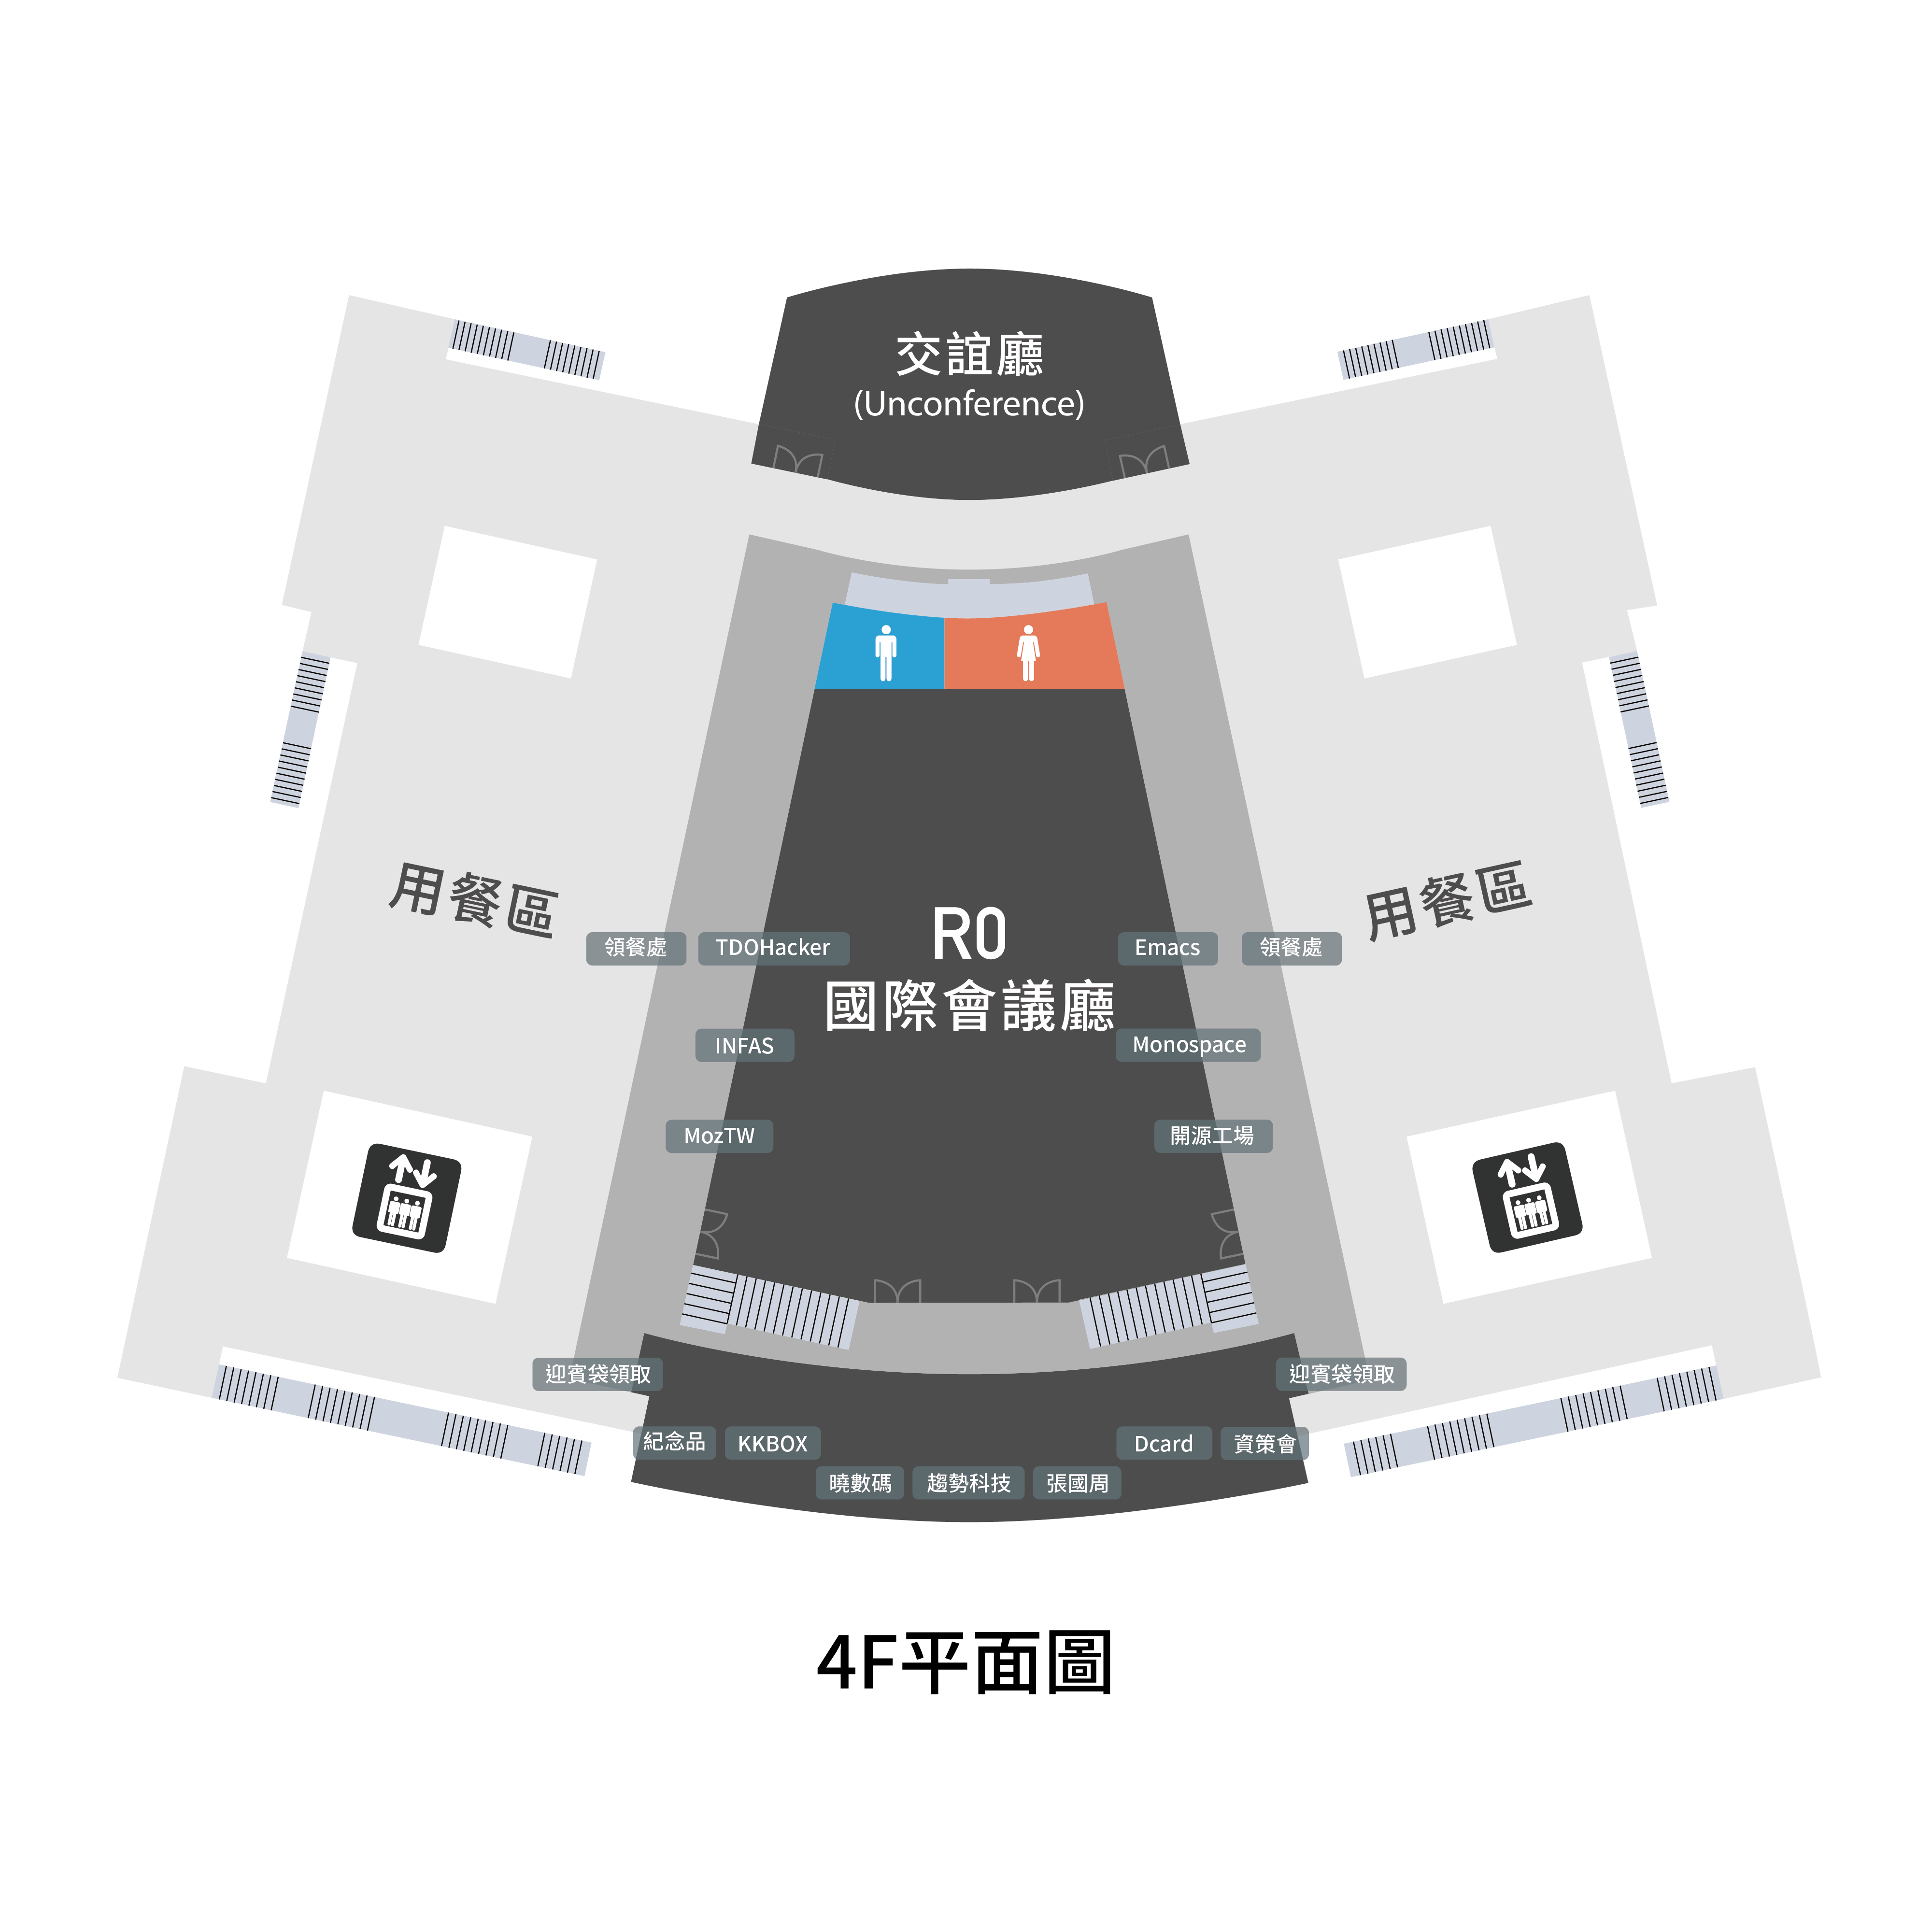 交誼廳
(Unconference)
用餐區
用餐區
R0
國際會議廳
領餐處
TDOHacker
Emacs
領餐處
INFAS
Monospace
MozTW
開源工場
迎賓袋領取
迎賓袋領取
紀念品
KKBOX
Dcard
資策會
曉數碼
趨勢科技
張國周
4F平面圖